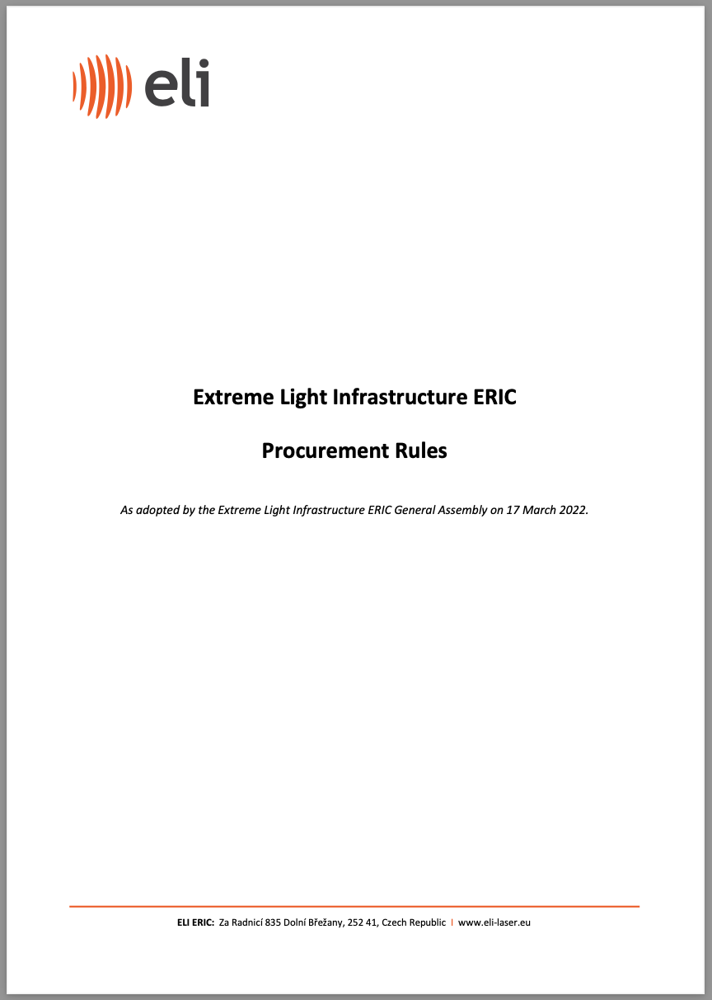 eli
Extreme Light Infrastructure ERIC
Procurement Rules
As adopted by the Extreme Light Infrastructure ERIC General Assembly on 17 March 2022.
ELI ERIC: Za Radnicí 835 Dolní Břežany, 252 41, Czech Republic I www.eli-laser.eu